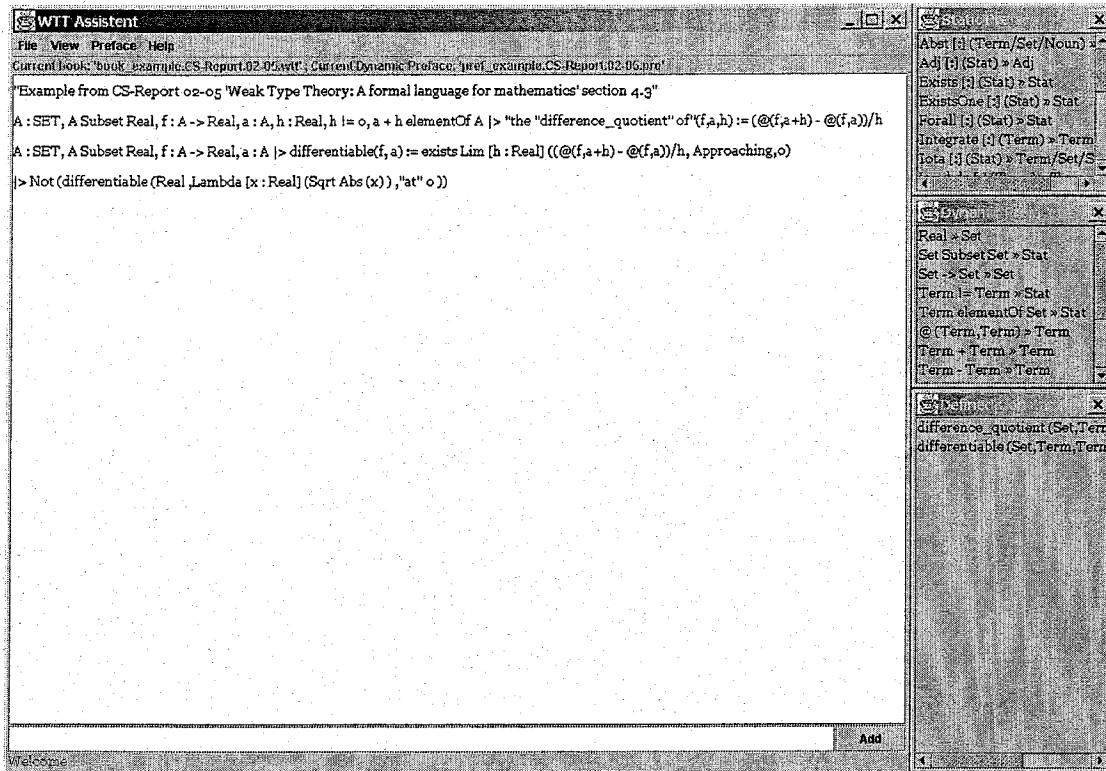 WTT Assistent
File View Preface Help
Current book: 'book_example.CS-Report.02-05.wtt' ; Current Dynamic Preface: 'pref_example.CS-Report.02-05.pre'
"Example from CS-Report 02-05 'Weak Type Theory: A formal language for mathematics' section 4.3"
A : SET, A Subset Real, f : A -> Real, a : A, h : Real, h != 0, a + h elementOf A |> "the "difference_quotient" of"(f,a,h) := (@(f,a+h) - @(f,a))/h
A : SET, A Subset Real, f : A -> Real, a : A |> differentiable(f, a) := exists Lim [h : Real] ((@(f,a+h) - @(f,a))/h, Approaching,0)
|> Not (differentiable (Real ,Lambda [x : Real] (Sqrt Abs (x) ) ,"at" 0 ))
Add
Welcome
Abst [:] (Term/Set/Noun) »
Adj [:] (Stat) » Adj
Exists [:] (Stat) » Stat
ExistsOne [:] (Stat) » Stat
Forall [:] (Stat) » Stat
Integrate [:] (Term) » Term
Iota [:] (Stat) » Term/Set/S
Real » Set
Set Subset Set » Stat
Set -> Set » Set
Term != Term » Stat
Term elementOf Set » Stat
@ (Term,Term) » Term
Term + Term » Term
Term - Term » Term
difference_quotient (Set,Term
differentiable (Set,Term,Term